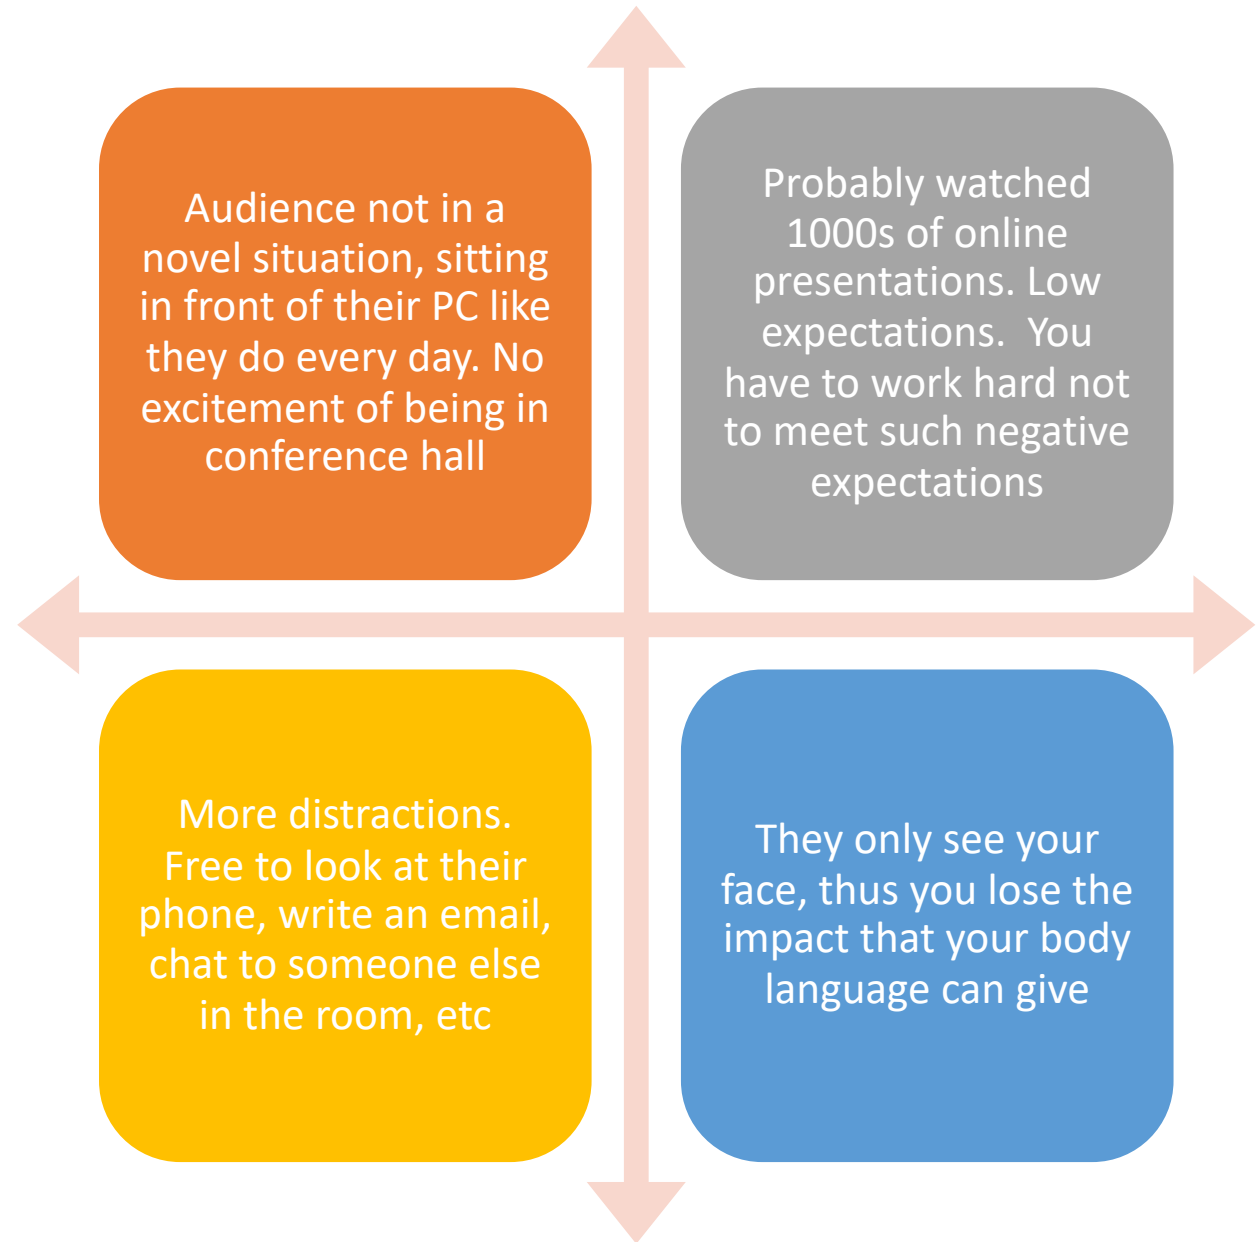 Audience not in a
novel situation, sitting
in front of their PC like
they do every day. No
excitement of being in
conference hall
Probably watched
1000s of online
presentations. Low
expectations.  You
have to work hard not
to meet such negative
expectations
More distractions.
Free to look at their
phone, write an email,
chat to someone else
in the room, etc
They only see your
face, thus you lose the
impact that your body
language can give